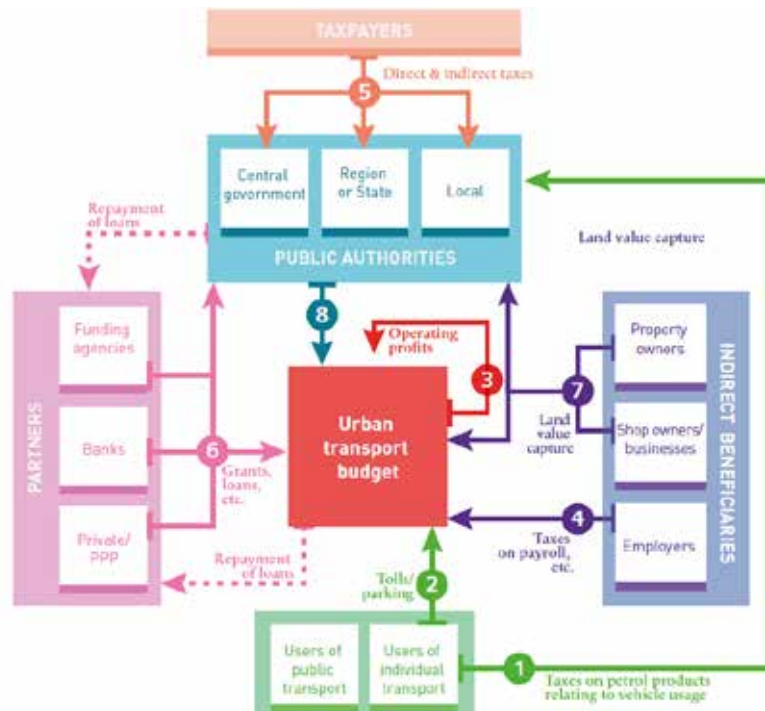 TAXPAYERS
Direct & indirect taxes
5
Central
government
Region
or State
Local
PUBLIC AUTHORITIES
Repayment
of loans
Land value capture
8
Operating
profits
3
PARTNERS
Funding
agencies
Banks
Private/
PPP
6
Grants,
loans,
etc.
Urban
transport
budget
7
Land
value
capture
Property
owners
Shop owners/
businesses
Employers
INDIRECT BENEFICIARIES
4
Taxes
on payroll,
etc.
Repayment
of loans
Tolls/
parking
2
Users of
public
transport
Users of
individual
transport
1
Taxes on petrol products
relating to vehicle usage